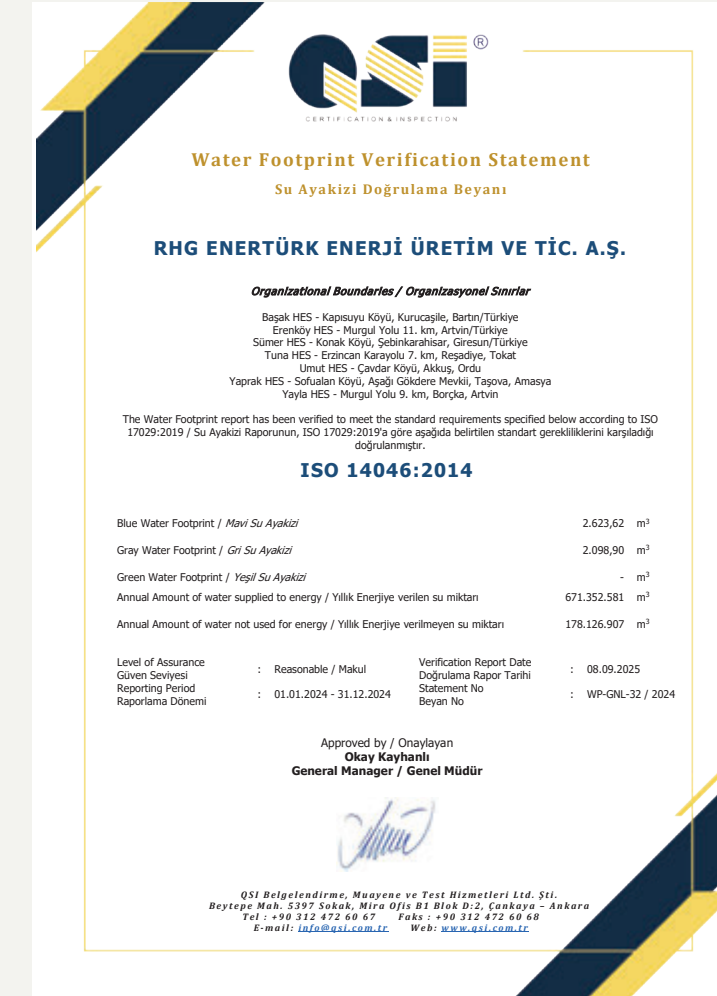 QSI ®
CERTIFICATION & INSPECTION
Water Footprint Verification Statement
Su Ayakizi Doğrulama Beyanı
RHG ENERTÜRK ENERJİ ÜRETİM VE TİC. A.Ş.
Organizational Boundaries / Organizasyonel Sınırlar
Başak HES - Kapısuyu Köyü, Kurucaşile, Bartın/Türkiye
Erenköy HES - Murgul Yolu 11. km, Artvin/Türkiye
Sümer HES - Konak Köyü, Şebinkarahisar, Giresun/Türkiye
Tuna HES - Erzincan Karayolu 7. km, Reşadiye, Tokat
Umut HES - Çavdar Köyü, Akkuş, Ordu
Yaprak HES - Sofualan Köyü, Aşağı Gökdere Mevkii, Taşova, Amasya
Yayla HES - Murgul Yolu 9. km, Borçka, Artvin
The Water Footprint report has been verified to meet the standard requirements specified below according to ISO
17029:2019 / Su Ayakizi Raporunun, ISO 17029:2019'a göre aşağıda belirtilen standart gerekliliklerini karşıladığı
doğrulanmıştır.
ISO 14046:2014
Blue Water Footprint / Mavi Su Ayakizi 2.623,62 m³
Gray Water Footprint / Gri Su Ayakizi 2.098,90 m³
Green Water Footprint / Yeşil Su Ayakizi - m³
Annual Amount of water supplied to energy / Yıllık Enerjiye verilen su miktarı 671.352.581 m³
Annual Amount of water not used for energy / Yıllık Enerjiye verilmeyen su miktarı 178.126.907 m³
Level of Assurance
Güven Seviyesi : Reasonable / Makul
Reporting Period
Raporlama Dönemi : 01.01.2024 - 31.12.2024
Verification Report Date
Doğrulama Rapor Tarihi : 08.09.2025
Statement No
Beyan No : WP-GNL-32 / 2024
Approved by / Onaylayan
Okay Kayhanlı
General Manager / Genel Müdür
QSI Belgelendirme, Muayene ve Test Hizmetleri Ltd. Şti.
Beytepe Mah. 5397 Sokak, Mira Ofis B1 Blok D:2, Çankaya – Ankara
Tel : +90 312 472 60 67 Faks : +90 312 472 60 68
E-mail: info@qsi.com.tr Web: www.qsi.com.tr